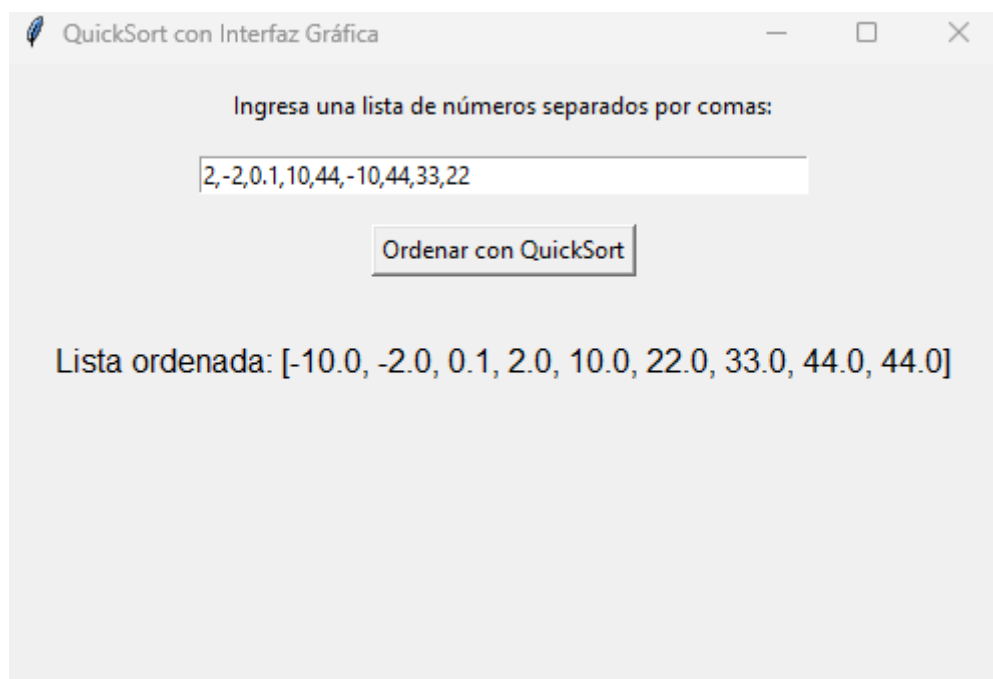 QuickSort con Interfaz Gráfica
Ingresa una lista de números separados por comas:
2,-2,0.1,10,44,-10,44,33,22
Ordenar con QuickSort
Lista ordenada: [-10.0, -2.0, 0.1, 2.0, 10.0, 22.0, 33.0, 44.0, 44.0]